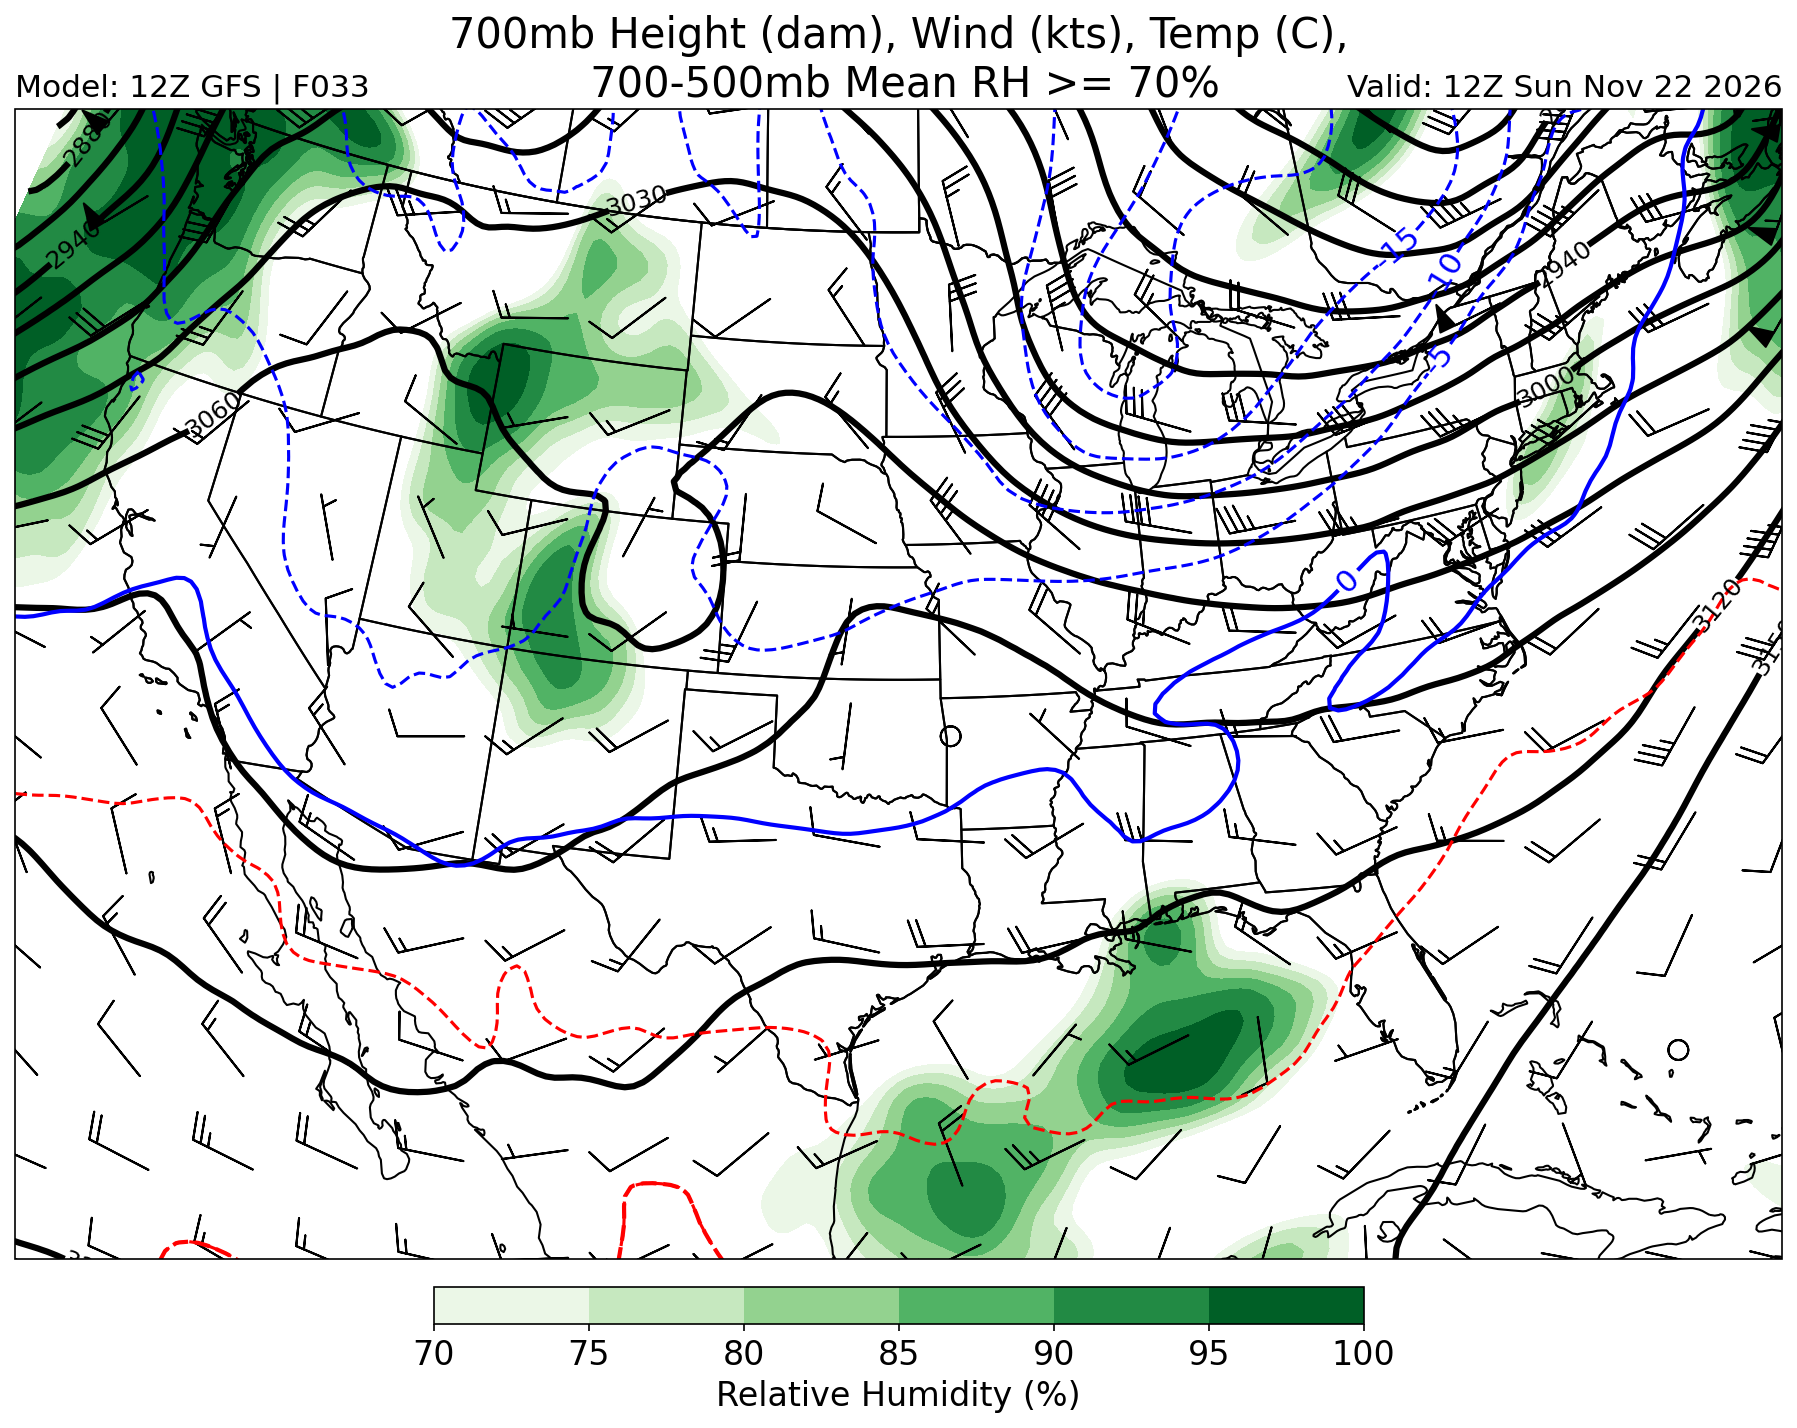 700mb Height (dam), Wind (kts), Temp (C),
700-500mb Mean RH >= 70%
Model: 12Z GFS | F033
Valid: 12Z Sun Nov 22 2026
2880
2940
3030
3060
15
10
5
2940
3000
0
3120
70 75 80 85 90 95 100
Relative Humidity (%)